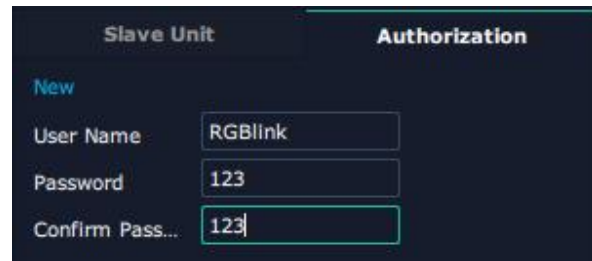 Slave Unit Authorization
New
User Name RGBlink
Password 123
Confirm Pass... 123